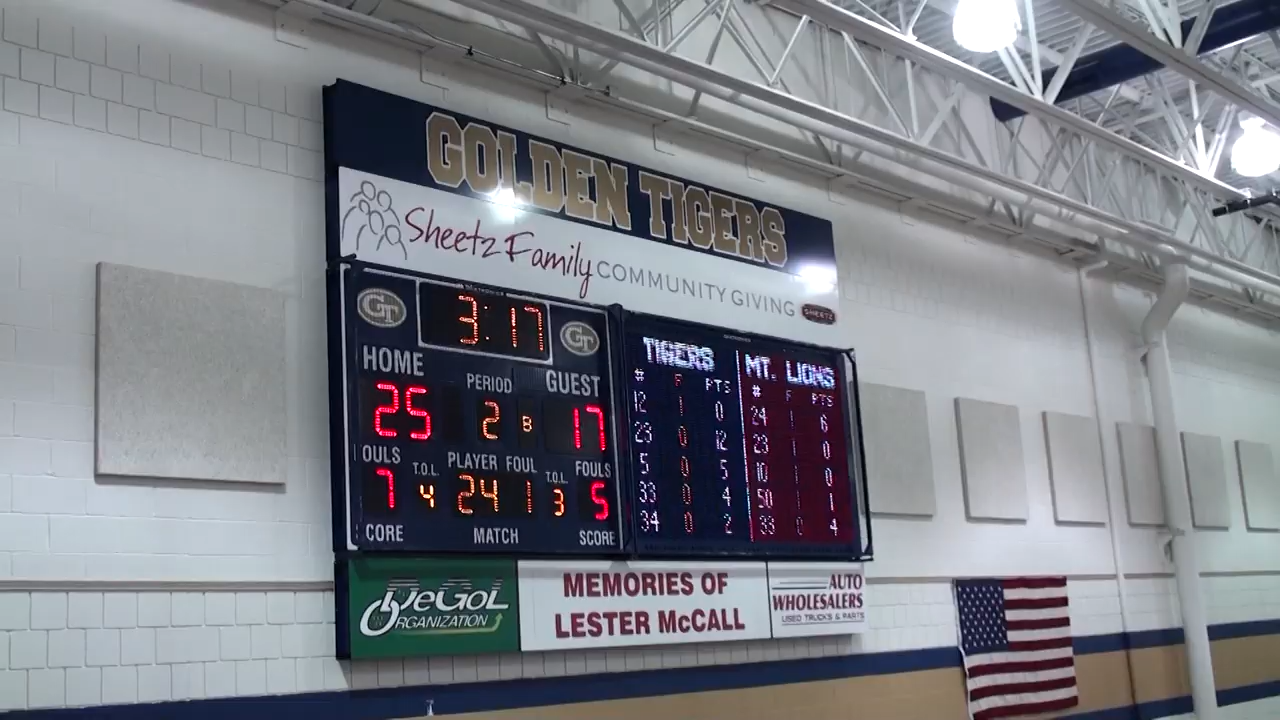 GOLDEN TIGERS
Sheetz Family COMMUNITY GIVING SHEETZ
GT 3:17 GT
HOME PERIOD GUEST
25 2 B 17
OULS T.O.L. PLAYER FOUL T.O.L. FOULS
7 4 24 1 3 5
CORE MATCH SCORE
TIGERS
# F PTS
12 1 0
23 0 12
5 0 5
33 0 4
34 0 2
MT. LIONS
# F PTS
24 1 6
23 1 0
10 1 0
50 1 1
33 0 4
DeGOL
ORGANIZATION
MEMORIES OF
LESTER McCALL
AUTO
WHOLESALERS
USED TRUCKS & PARTS